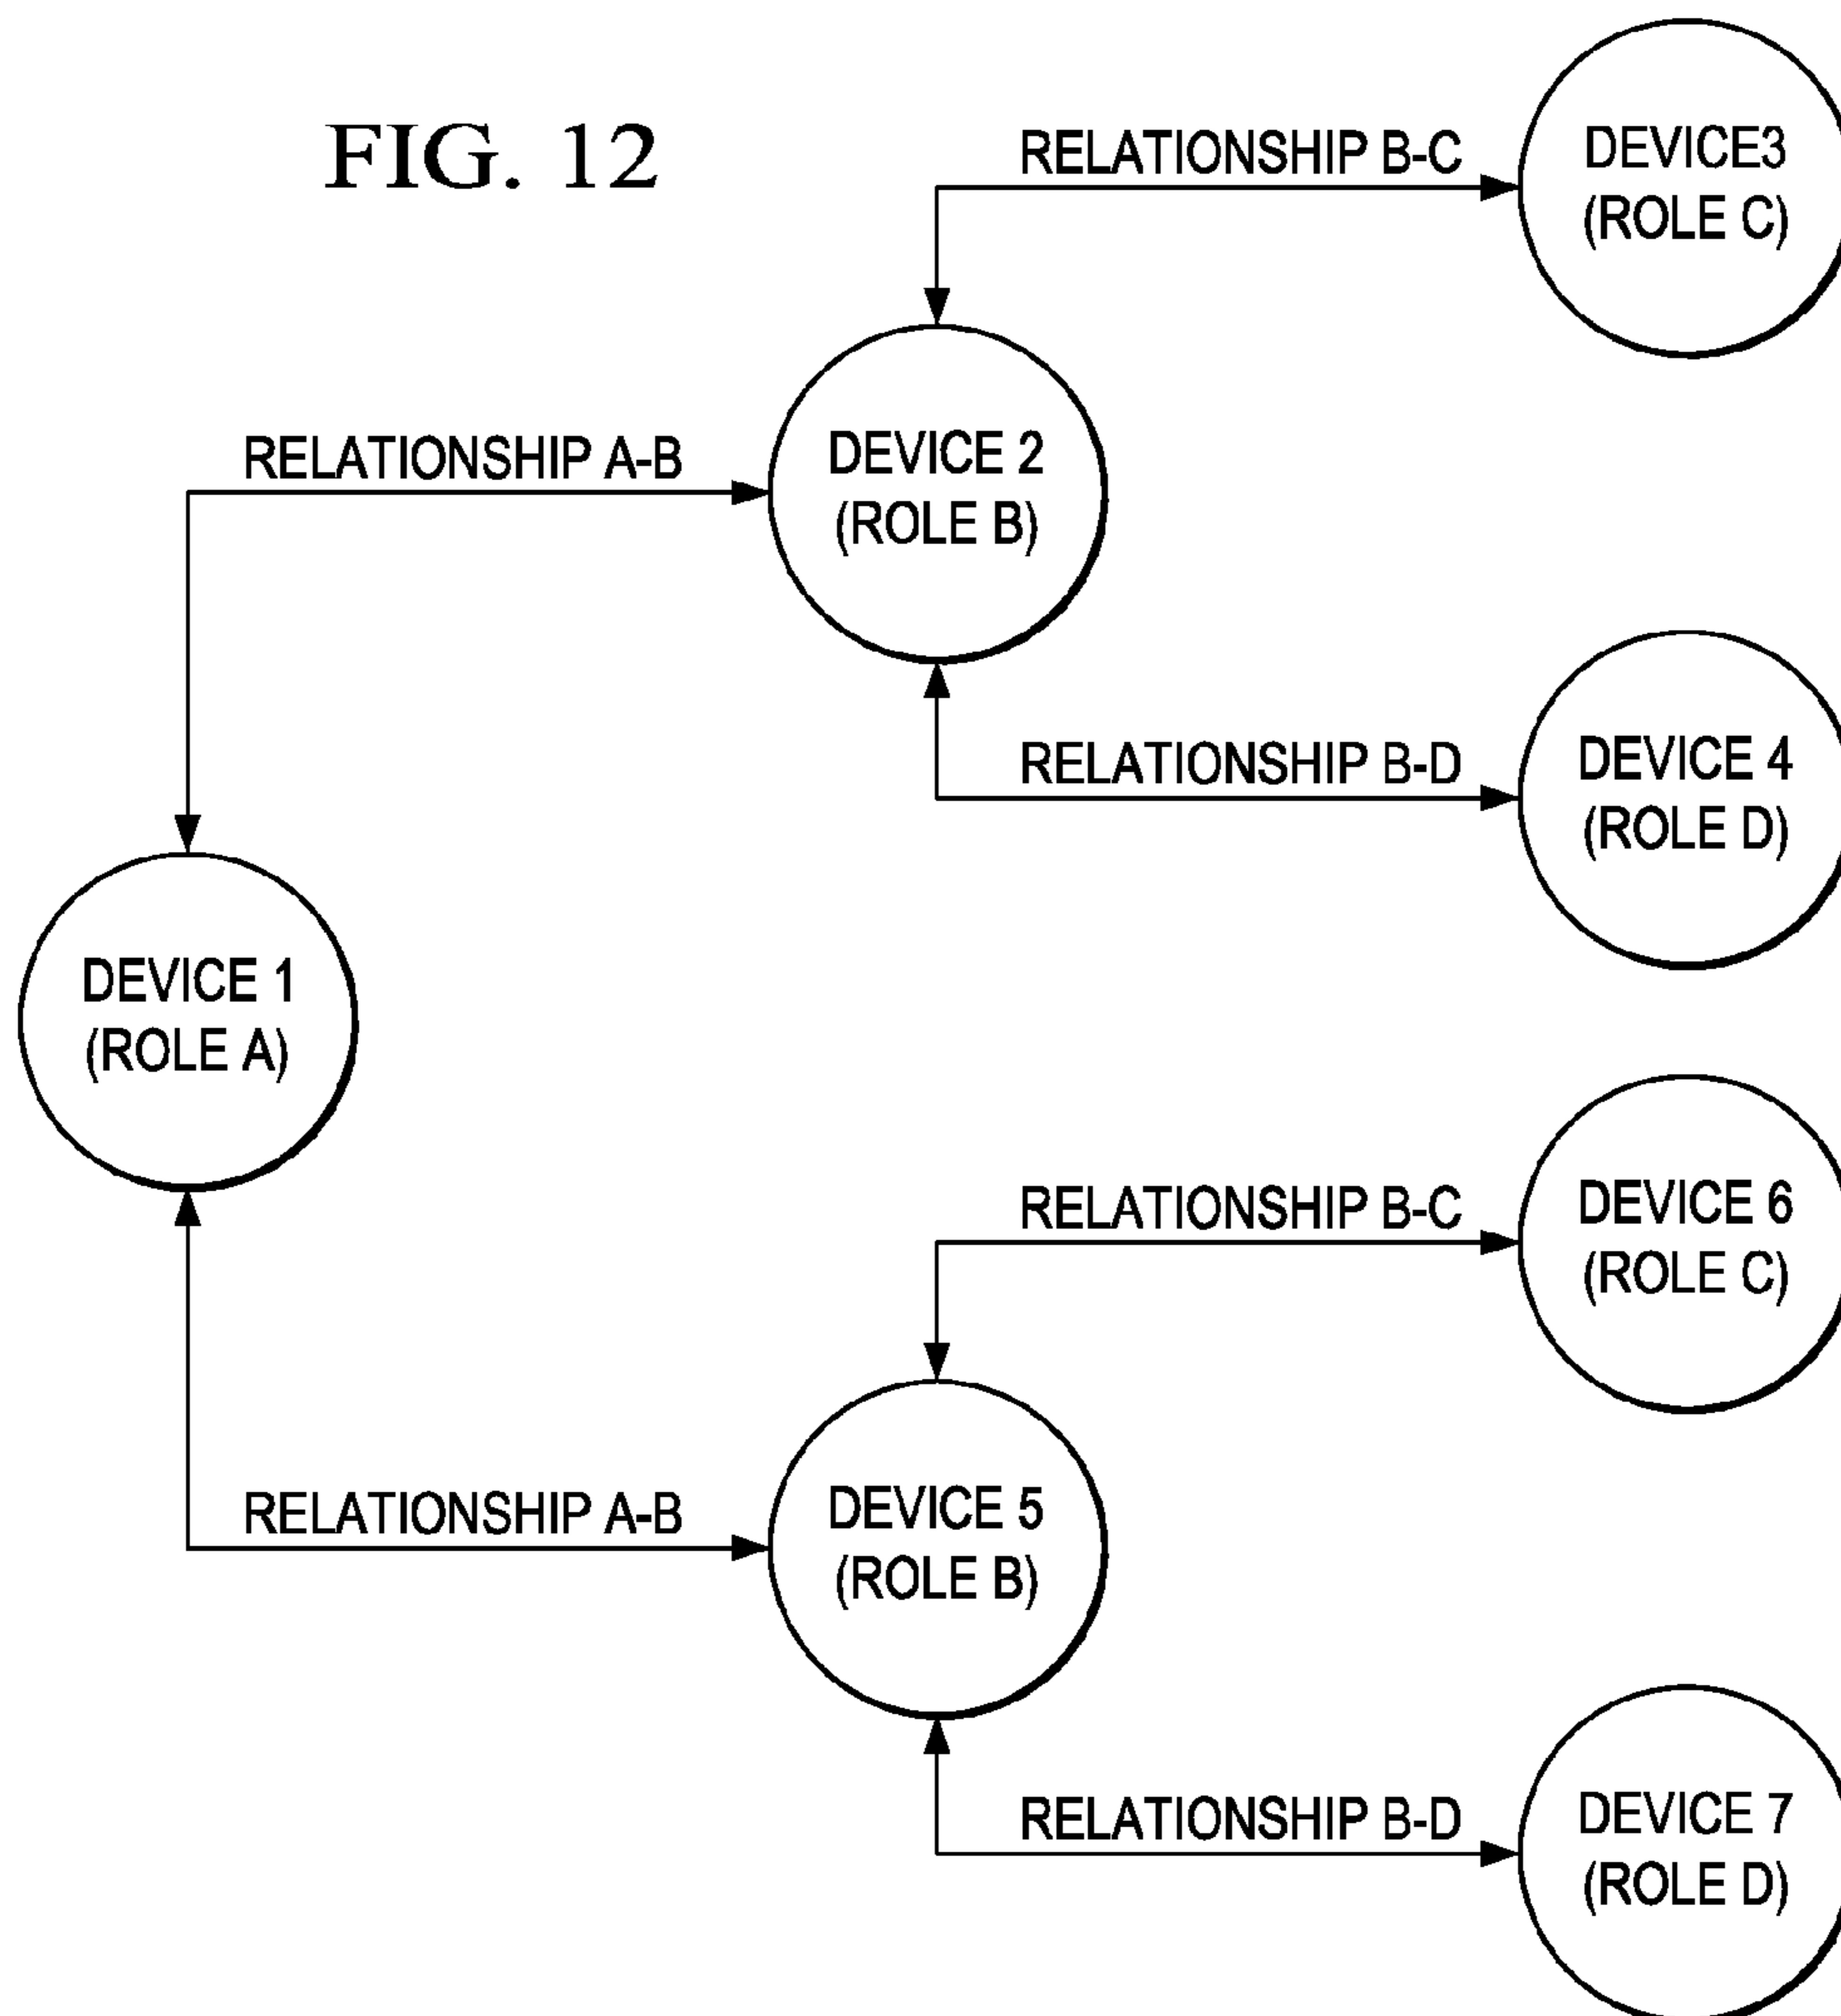 FIG. 12
RELATIONSHIP B-C
DEVICE3
(ROLE C)
RELATIONSHIP A-B
DEVICE 2
(ROLE B)
RELATIONSHIP B-D
DEVICE 4
(ROLE D)
DEVICE 1
(ROLE A)
RELATIONSHIP B-C
DEVICE 6
(ROLE C)
RELATIONSHIP A-B
DEVICE 5
(ROLE B)
RELATIONSHIP B-D
DEVICE 7
(ROLE D)